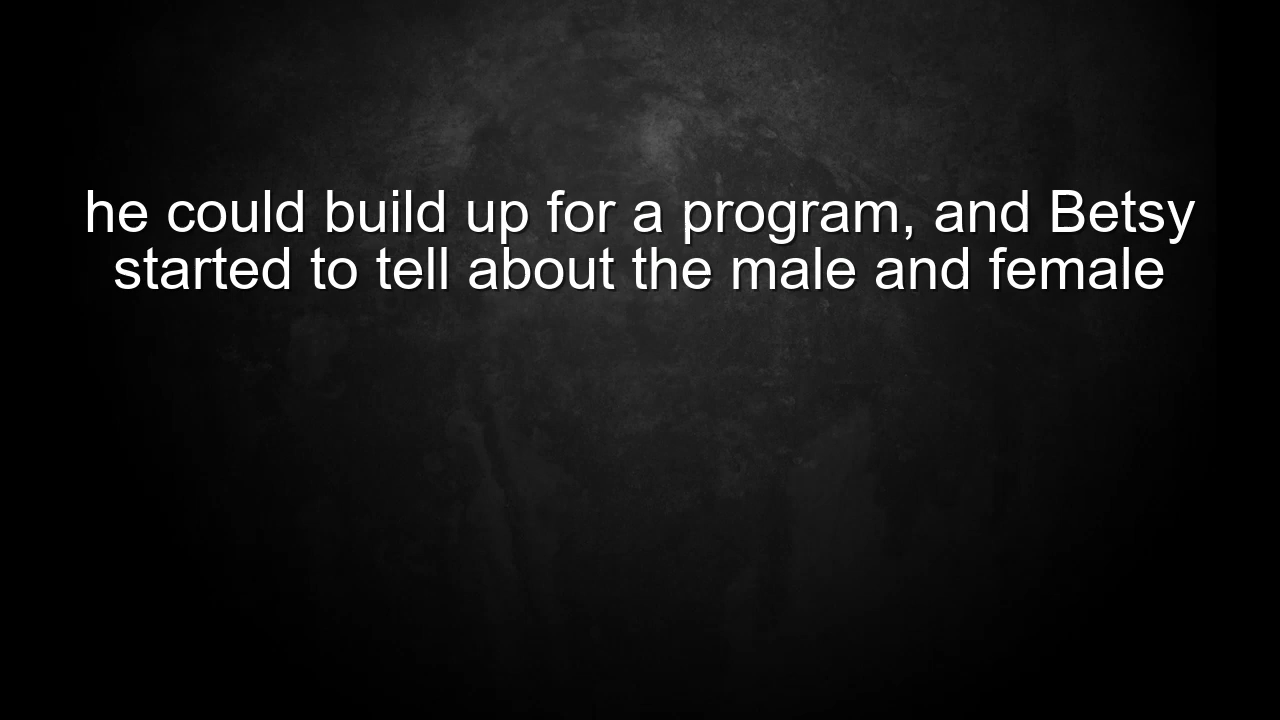 he could build up for a program, and Betsy
started to tell about the male and female